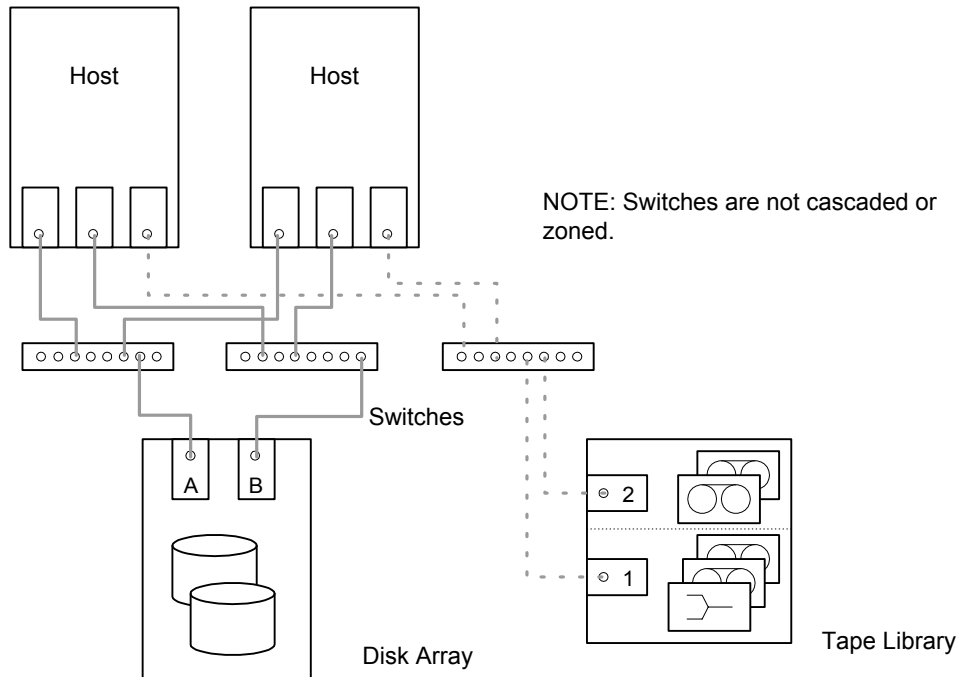 Host
Host
NOTE: Switches are not cascaded or
zoned.
Switches
A
B
2
1
Disk Array
Tape Library